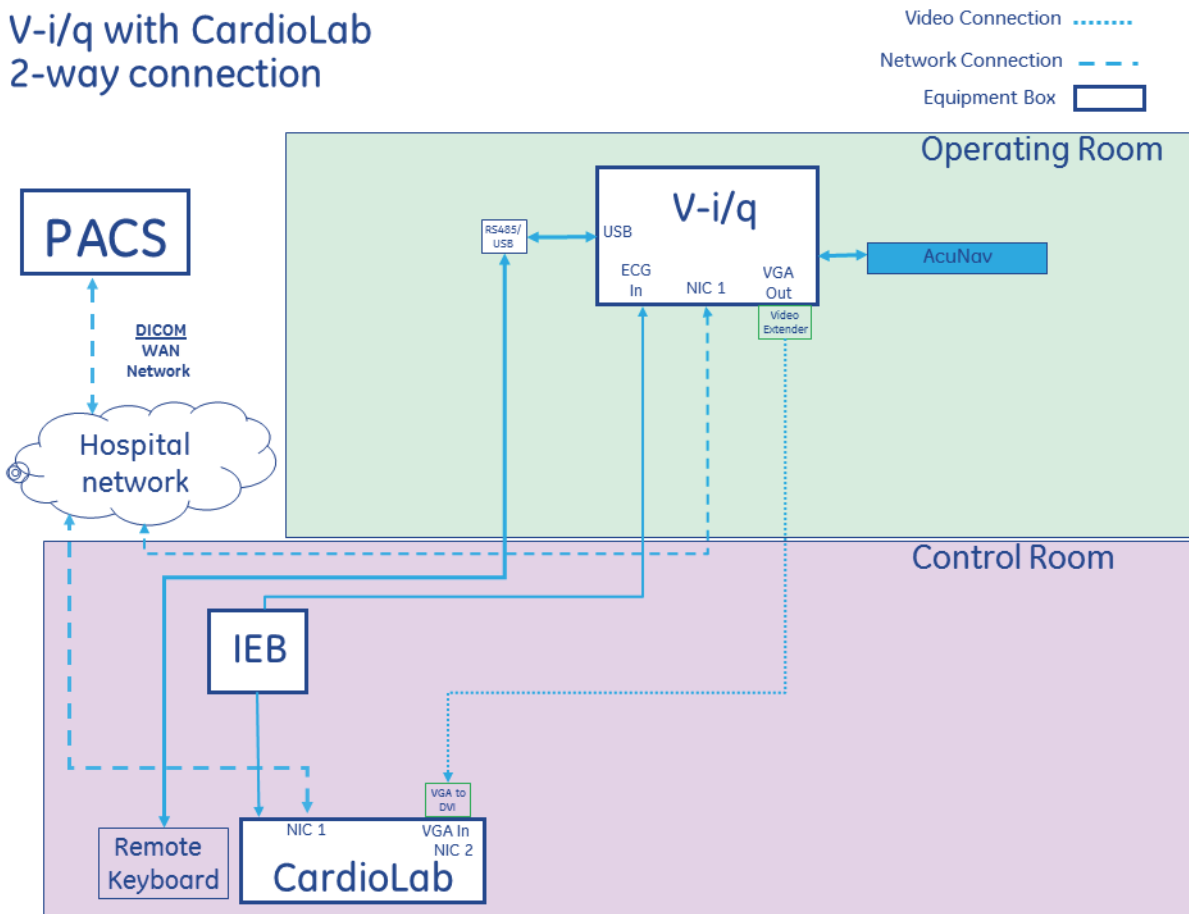 V-i/q with CardioLab
2-way connection
Video Connection
Network Connection
Equipment Box
Operating Room
PACS
V-i/q
RS485/
USB
USB
ECG
In
NIC 1
VGA
Out
AcuNav
Video
Extender
DICOM
WAN
Network
Hospital
network
Control Room
IEB
VGA to
DVI
NIC 1
VGA In
NIC 2
Remote
Keyboard
CardioLab